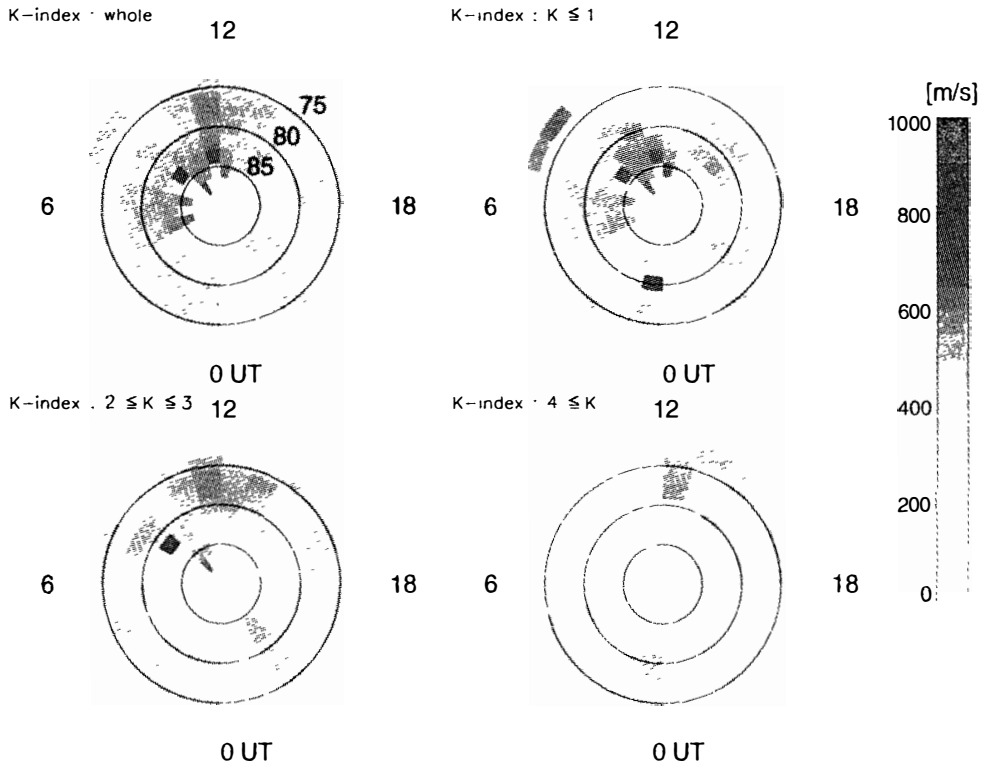 K-index · whole
12
75
80
85
6
18
0 UT
K-index : K ≦ 1
12
6
18
0 UT
[m/s]
1000
800
600
400
200
0
K-index . 2 ≦ K ≦ 3
12
6
18
0 UT
K-index · 4 ≦ K
12
6
18
0 UT